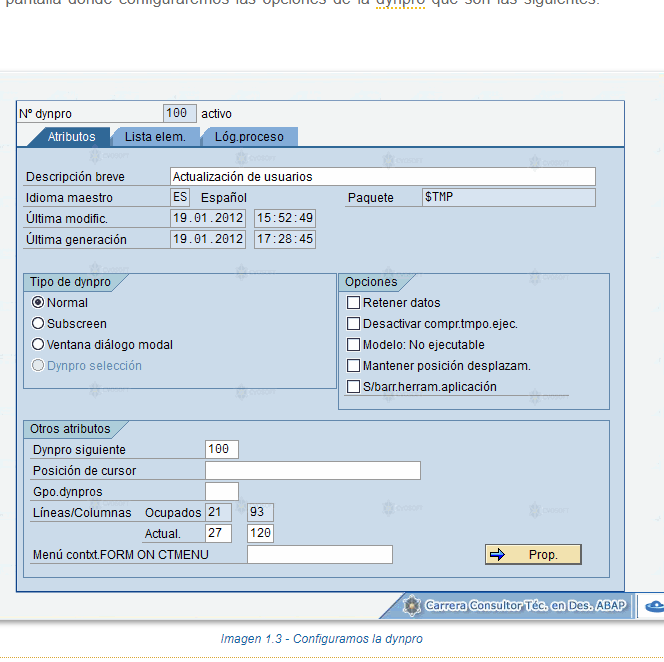 pantalla donde configuraremos las opciones de la dynpro que son las siguientes:
Nº dynpro 100 activo
Atributos Lista elem. Lóg.proceso
Descripción breve Actualización de usuarios
Idioma maestro ES Español Paquete $TMP
Última modific. 19.01.2012 15:52:49
Última generación 19.01.2012 17:28:45
Tipo de dynpro Opciones
Normal Retener datos
Subscreen Desactivar compr.tmpo.ejec.
Ventana diálogo modal Modelo: No ejecutable
Dynpro selección Mantener posición desplazam.
S/barr.herram.aplicación
Otros atributos
Dynpro siguiente 100
Posición de cursor
Gpo.dynpros
Líneas/Columnas Ocupados 21 93
Actual. 27 120
Menú contxt.FORM ON CTMENU Prop.
Carrera Consultor Téc. en Des. ABAP
Imagen 1.3 - Configuramos la dynpro